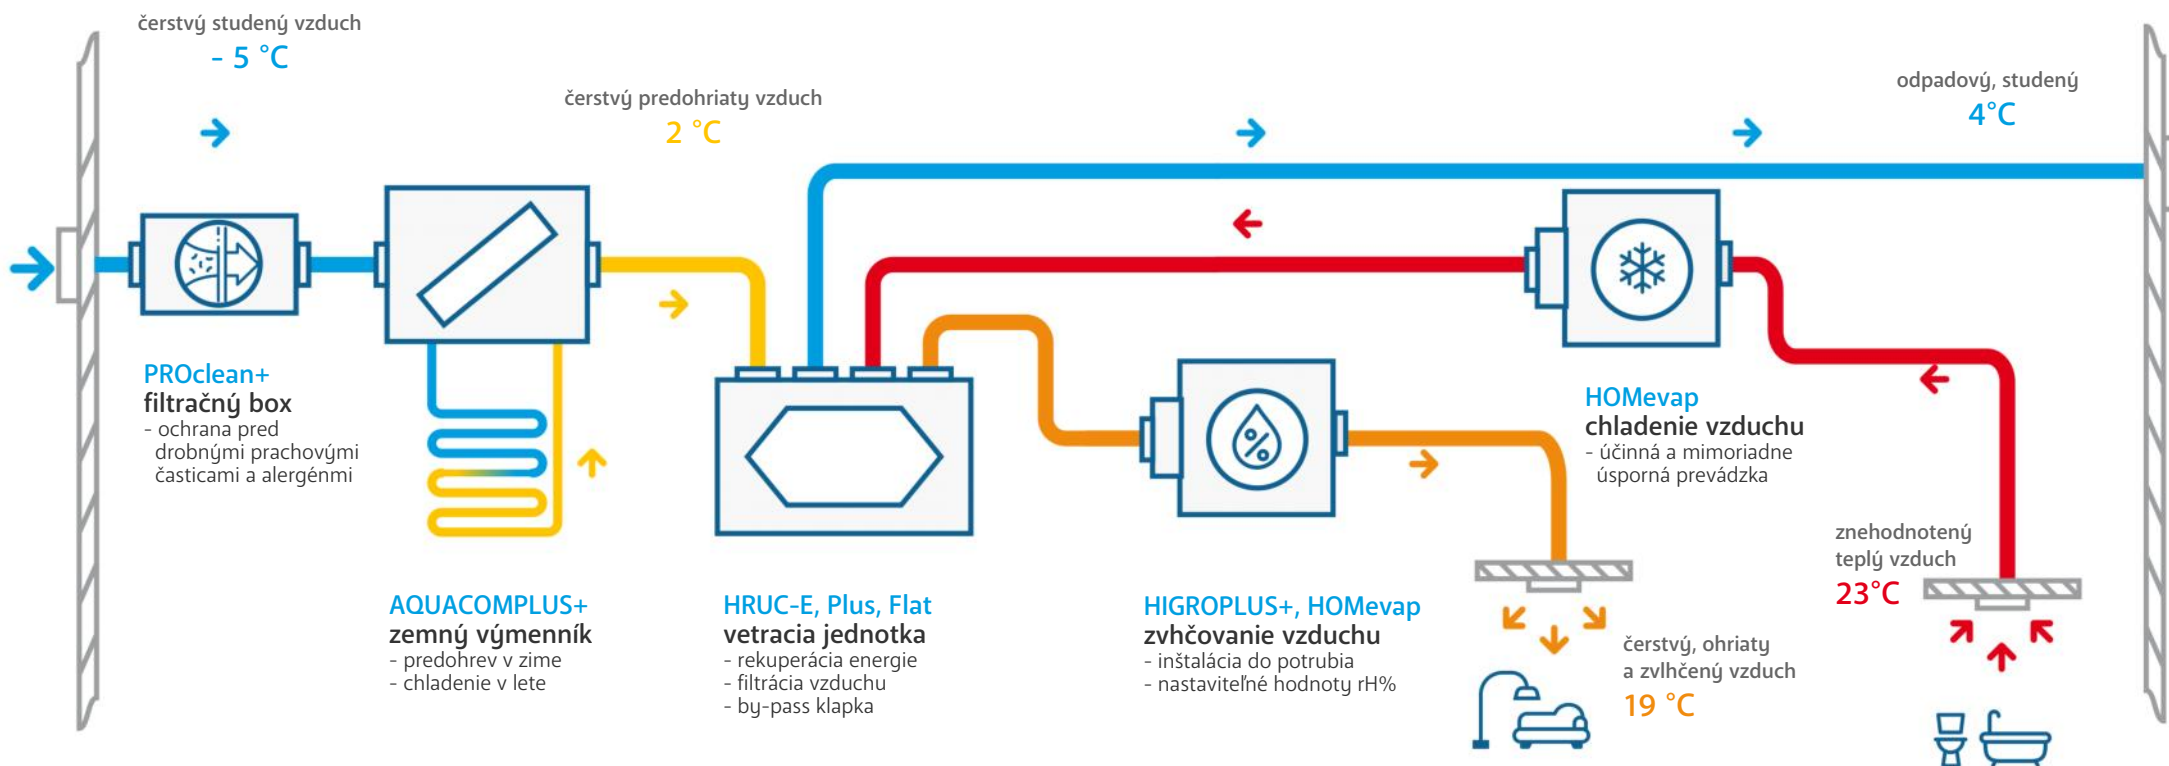 čerstvý studený vzduch
- 5 °C
čerstvý predohriaty vzduch
2 °C
odpadový, studený
4°C
PROclean+
filtračný box
- ochrana pred
drobnými prachovými
časticami a alergénmi
HOMevap
chladenie vzduchu
- účinná a mimoriadne
úsporná prevádzka
AQUACOMPLUS+
zemný výmenník
- predohrev v zime
- chladenie v lete
HRUC-E, Plus, Flat
vetracia jednotka
- rekuperácia energie
- filtrácia vzduchu
- by-pass klapka
%
HIGROPLUS+, HOMevap
zvhčovanie vzduchu
- inštalácia do potrubia
- nastaviteľné hodnoty rH%
čerstvý, ohriaty
a zvlhčený vzduch
19 °C
znehodnotený
teplý vzduch
23°C